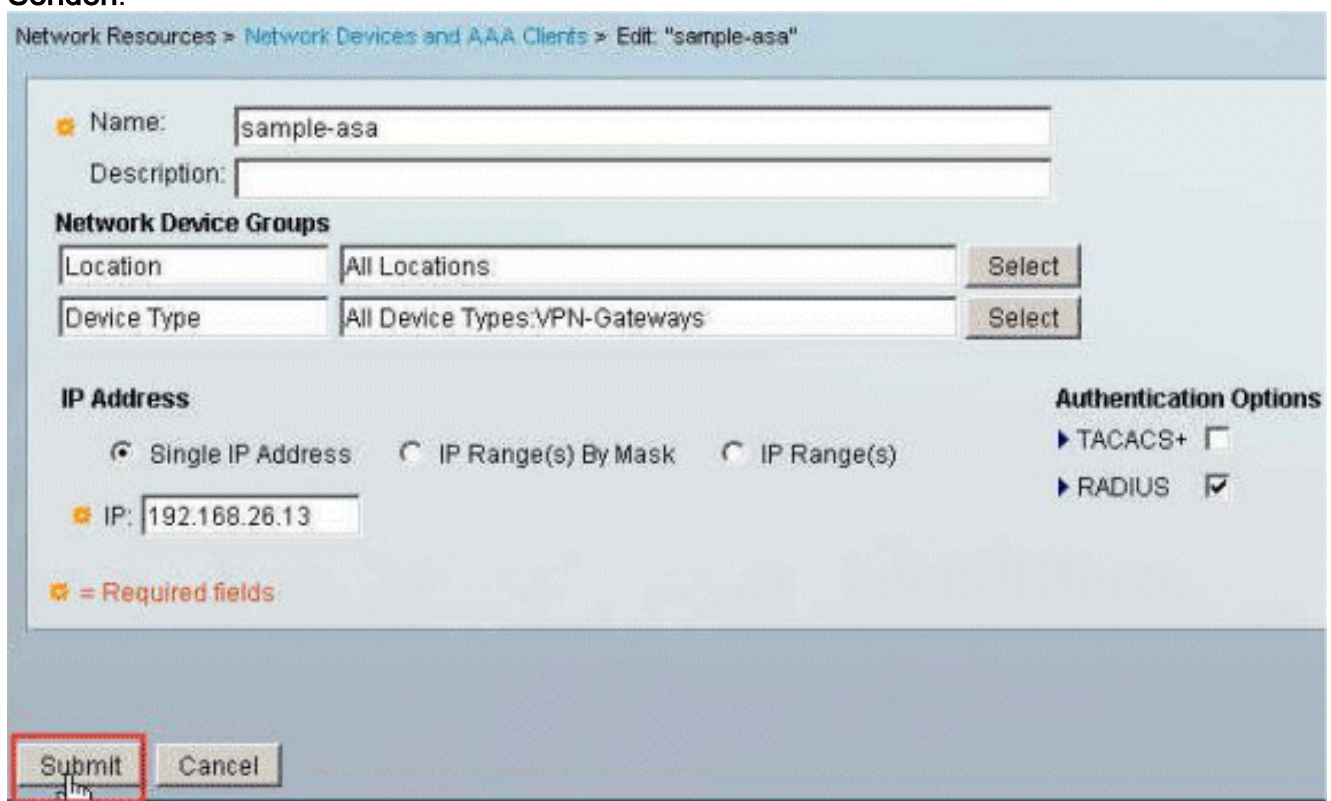 Senden.
Network Resources > Network Devices and AAA Clients > Edit: "sample-asa"
Name: sample-asa
Description:
Network Device Groups
Location All Locations Select
Device Type All Device Types:VPN-Gateways Select
IP Address
Authentication Options
Single IP Address IP Range(s) By Mask IP Range(s)
TACACS+
RADIUS
IP: 192.168.26.13
= Required fields
Submit Cancel